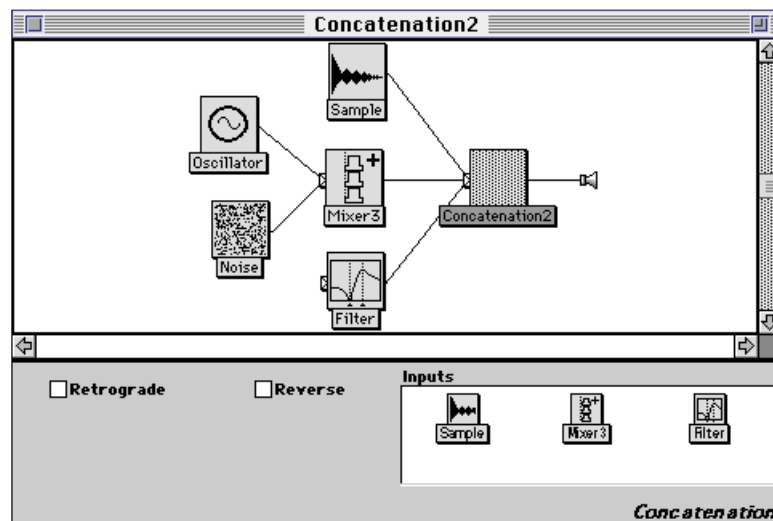 Concatenation2
Sample
Oscillator
Mixer3
Concatenation2
Noise
Filter
Retrograde
Reverse
Inputs
Sample
Mixer3
Filter
Concatenation